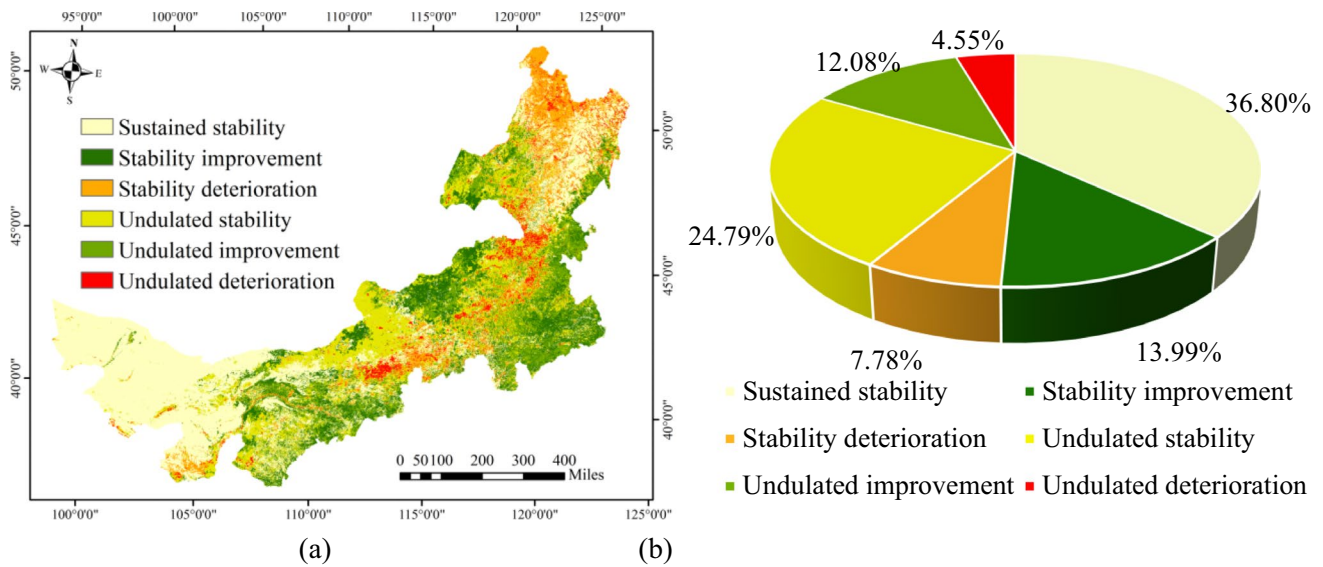 95°0'0" 100°0'0" 105°0'0" 110°0'0" 115°0'0" 120°0'0" 125°0'0"
N
W E
S
50°0'0"
45°0'0"
40°0'0"
50°0'0"
45°0'0"
40°0'0"
Sustained stability
Stability improvement
Stability deterioration
Undulated stability
Undulated improvement
Undulated deterioration
0 50 100 200 300 400
Miles
100°0'0" 105°0'0" 110°0'0" 115°0'0" 120°0'0" 125°0'0"
(a)
(b)
4.55%
12.08%
36.80%
24.79%
7.78%
13.99%
Sustained stability Stability improvement
Stability deterioration Undulated stability
Undulated improvement Undulated deterioration